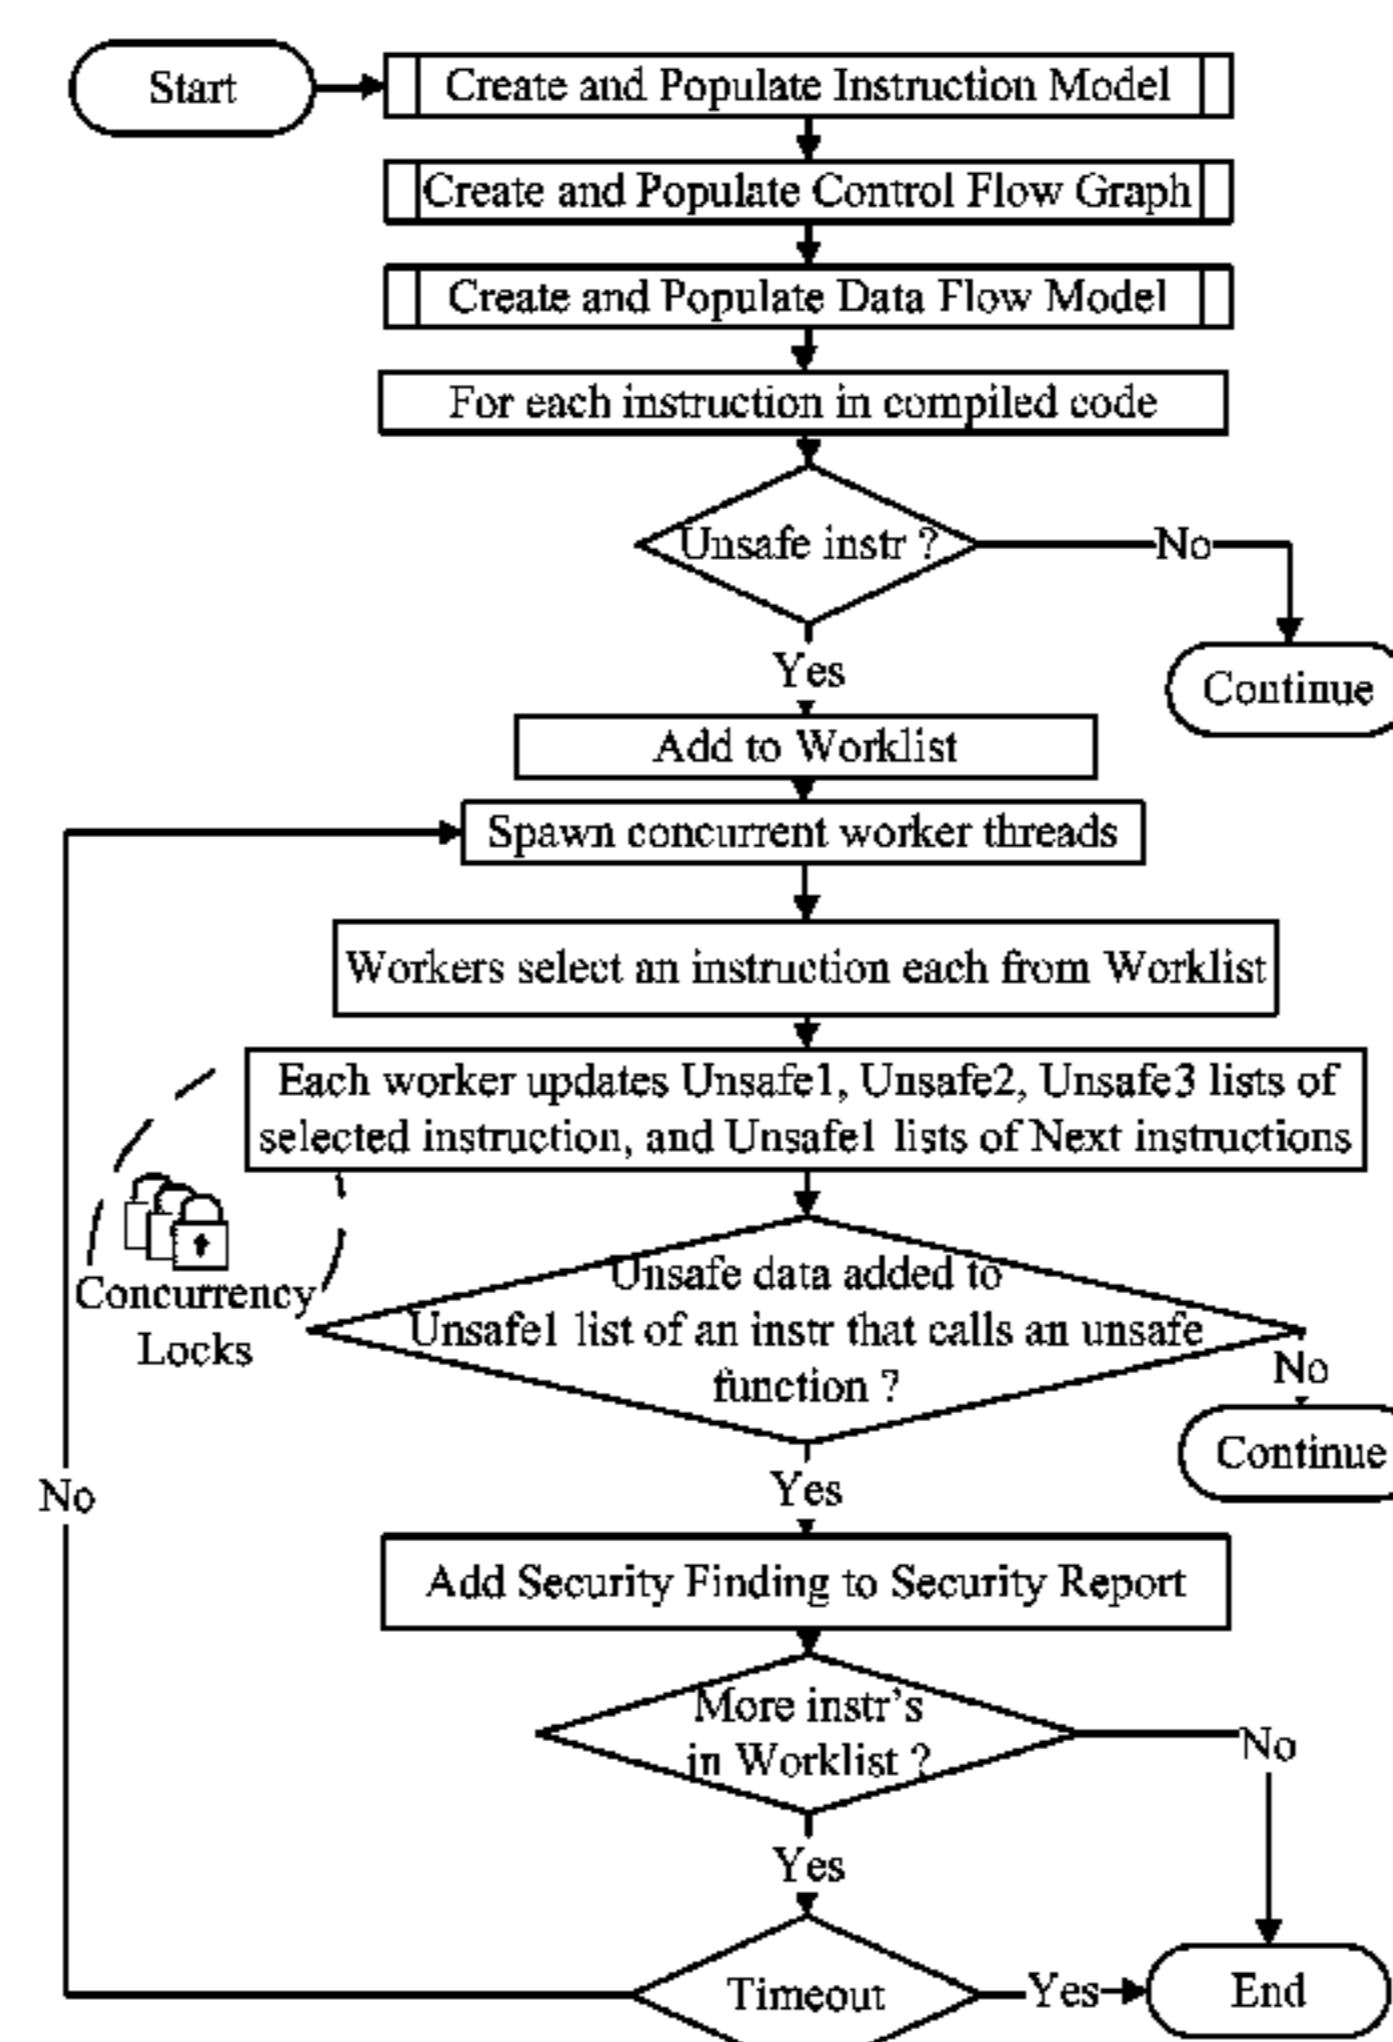 Start
Create and Populate Instruction Model
Create and Populate Control Flow Graph
Create and Populate Data Flow Model
For each instruction in compiled code
Unsafe instr ?
No
Continue
Yes
Add to Worklist
Spawn concurrent worker threads
Workers select an instruction each from Worklist
Each worker updates Unsafe1, Unsafe2, Unsafe3 lists of
selected instruction, and Unsafe1 lists of Next instructions
Concurrency
Locks
Unsafe data added to
Unsafe1 list of an instr that calls an unsafe
function ?
No
Continue
Yes
No
Add Security Finding to Security Report
More instr's
in Worklist ?
No
Yes
Timeout
Yes
End